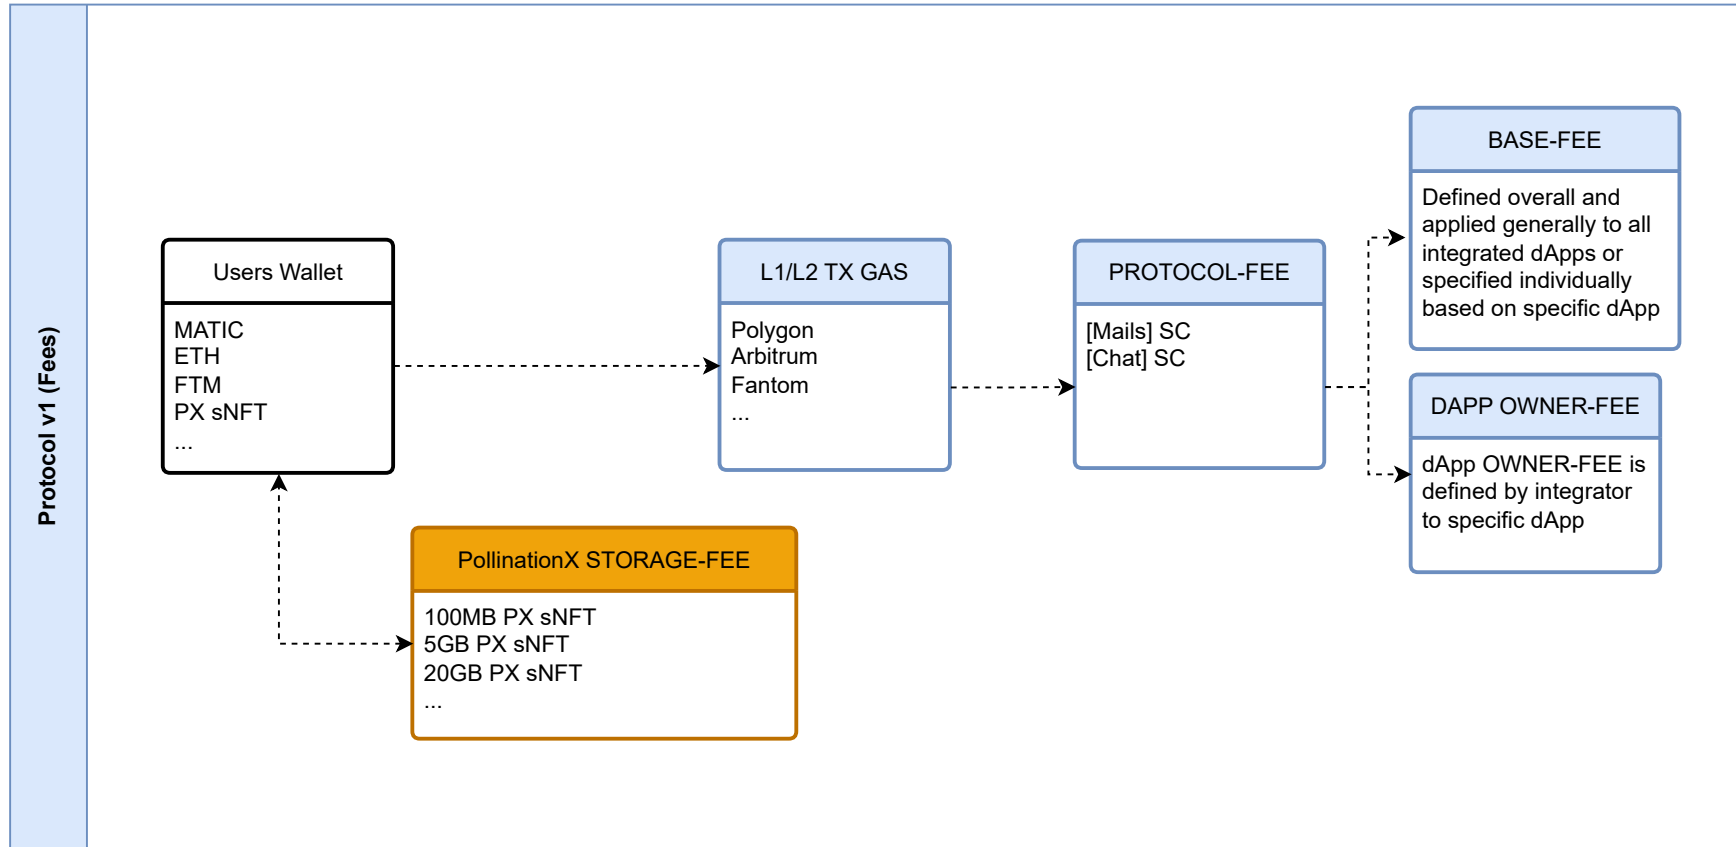 Protocol v1 (Fees)
Users Wallet
MATIC
ETH
FTM
PX sNFT
...
L1/L2 TX GAS
Polygon
Arbitrum
Fantom
...
PROTOCOL-FEE
[Mails] SC
[Chat] SC
BASE-FEE
Defined overall and
applied generally to all
integrated dApps or
specified individually
based on specific dApp
DAPP OWNER-FEE
dApp OWNER-FEE is
defined by integrator
to specific dApp
PollinationX STORAGE-FEE
100MB PX sNFT
5GB PX sNFT
20GB PX sNFT
...